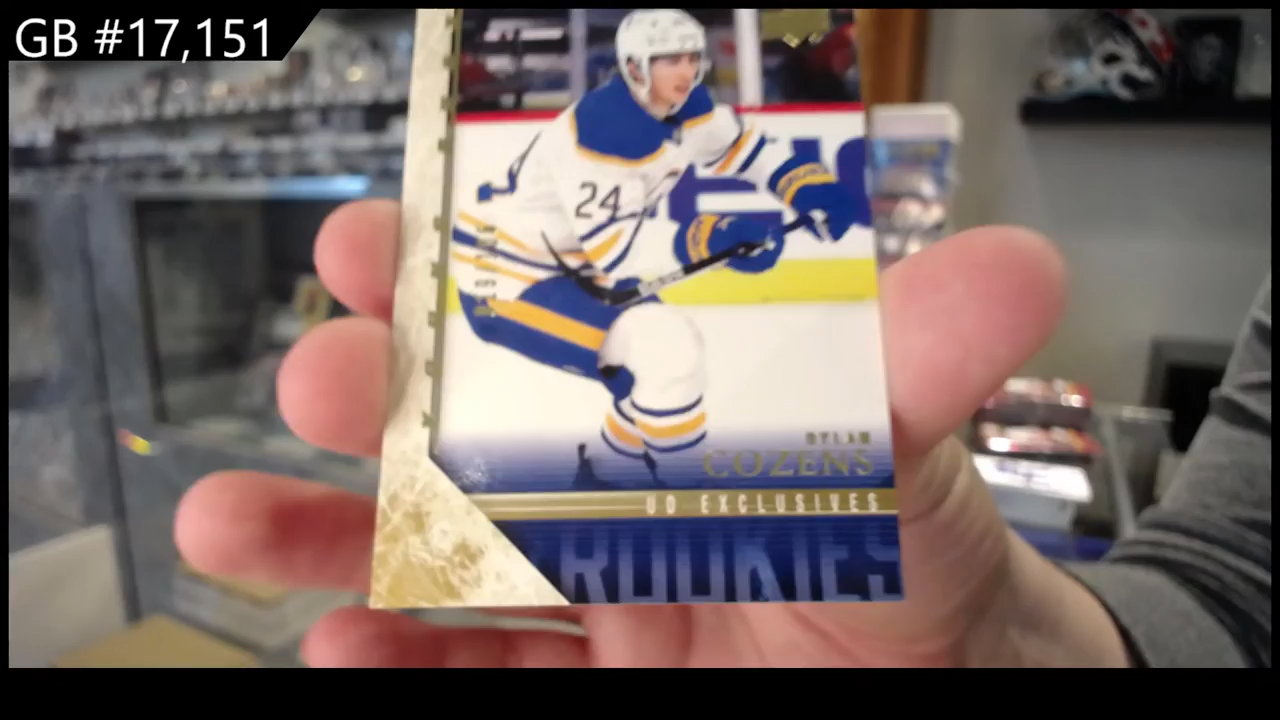 GB #17,151
24
DYLAN
COZENS
UD EXCLUSIVES
ROOKIES